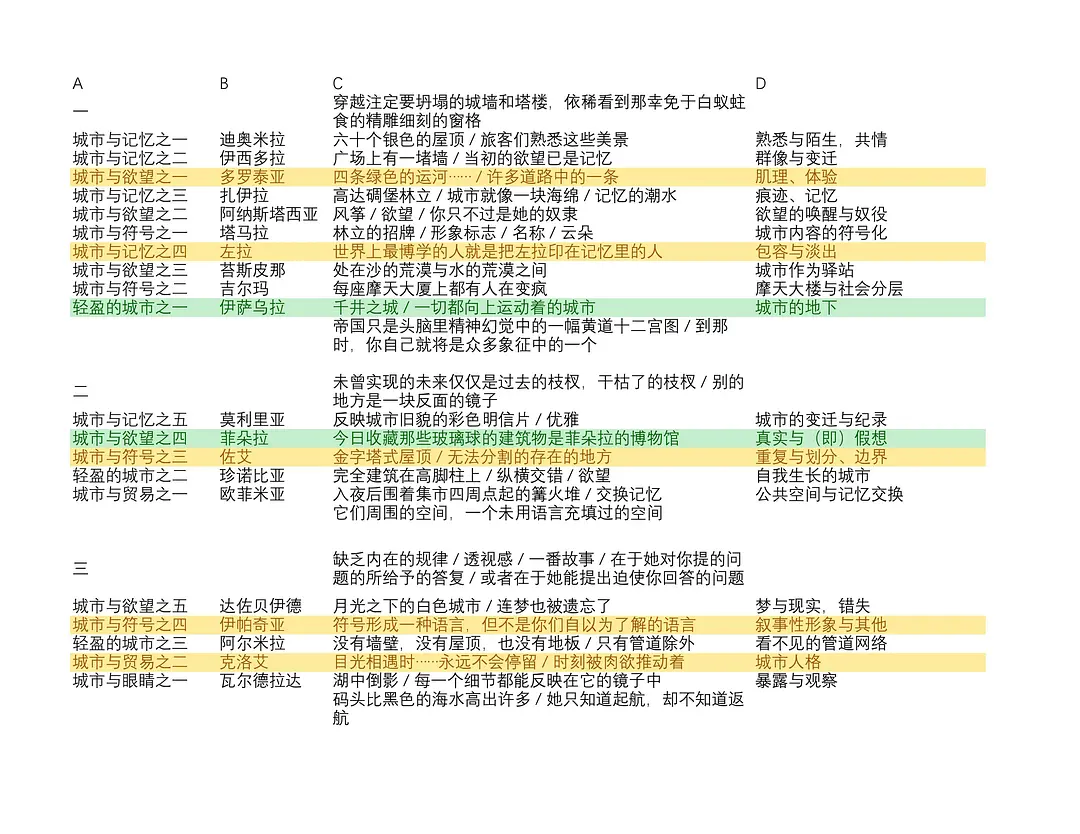 A B C D
一 穿越注定要坍塌的城墙和塔楼，依稀看到那幸免于白蚁蛀
食的精雕细刻的窗格
城市与记忆之一 迪奥米拉 六十个银色的屋顶 / 旅客们熟悉这些美景 熟悉与陌生，共情
城市与记忆之二 伊西多拉 广场上有一堵墙 / 当初的欲望已是记忆 群像与变迁
城市与欲望之一 多罗泰亚 四条绿色的运河…… / 许多道路中的一条 肌理、体验
城市与记忆之三 扎伊拉 高达碉堡林立 / 城市就像一块海绵 / 记忆的潮水 痕迹、记忆
城市与欲望之二 阿纳斯塔西亚 风筝 / 欲望 / 你只不过是她的奴隶 欲望的唤醒与奴役
城市与符号之一 塔马拉 林立的招牌 / 形象标志 / 名称 / 云朵 城市内容的符号化
城市与记忆之四 左拉 世界上最博学的人就是把左拉印在记忆里的人 包容与淡出
城市与欲望之三 苔斯皮那 处在沙的荒漠与水的荒漠之间 城市作为驿站
城市与符号之二 吉尔玛 每座摩天大厦上都有人在变疯 摩天大楼与社会分层
轻盈的城市之一 伊萨乌拉 千井之城 / 一切都向上运动着的城市 城市的地下
帝国只是头脑里精神幻觉中的一幅黄道十二宫图 / 到那
时，你自己就将是众多象征中的一个
二 未曾实现的未来仅仅是过去的枝杈，干枯了的枝杈 / 别的
地方是一块反面的镜子
城市与记忆之五 莫利里亚 反映城市旧貌的彩色明信片 / 优雅 城市的变迁与纪录
城市与欲望之四 菲朵拉 今日收藏那些玻璃球的建筑物是菲朵拉的博物馆 真实与（即）假想
城市与符号之三 佐艾 金字塔式屋顶 / 无法分割的存在的地方 重复与划分、边界
轻盈的城市之二 珍诺比亚 完全建筑在高脚柱上 / 纵横交错 / 欲望 自我生长的城市
城市与贸易之一 欧菲米亚 入夜后围着集市四周点起的篝火堆 / 交换记忆 公共空间与记忆交换
它们周围的空间，一个未用语言充填过的空间
三 缺乏内在的规律 / 透视感 / 一番故事 / 在于她对你提的问
题的所给予的答复 / 或者在于她能提出迫使你回答的问题
城市与欲望之五 达佐贝伊德 月光之下的白色城市 / 连梦也被遗忘了 梦与现实，错失
城市与符号之四 伊帕奇亚 符号形成一种语言，但不是你们自以为了解的语言 叙事性形象与其他
轻盈的城市之三 阿尔米拉 没有墙壁，没有屋顶，也没有地板 / 只有管道除外 看不见的管道网络
城市与贸易之二 克洛艾 目光相遇时……永远不会停留 / 时刻被肉欲推动着 城市人格
城市与眼睛之一 瓦尔德拉达 湖中倒影 / 每一个细节都能反映在它的镜子中 暴露与观察
码头比黑色的海水高出许多 / 她只知道起航，却不知道返
航